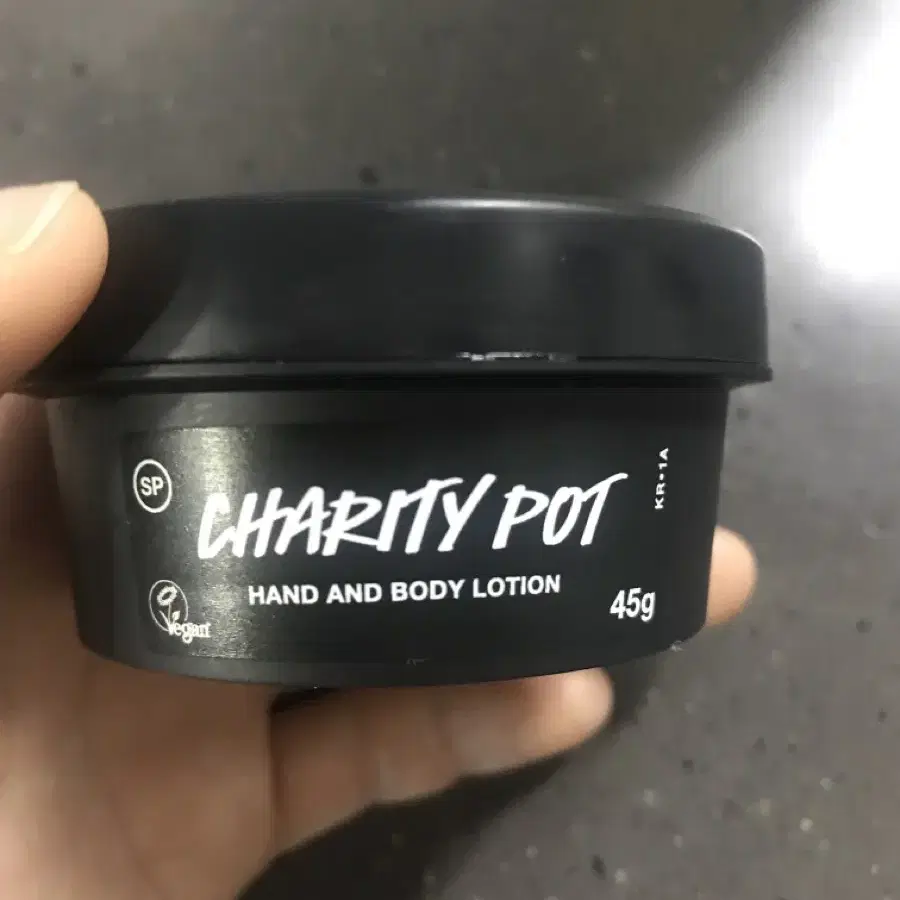 SP
CHARITY POT
KR•1A
HAND AND BODY LOTION
45g
Vegan